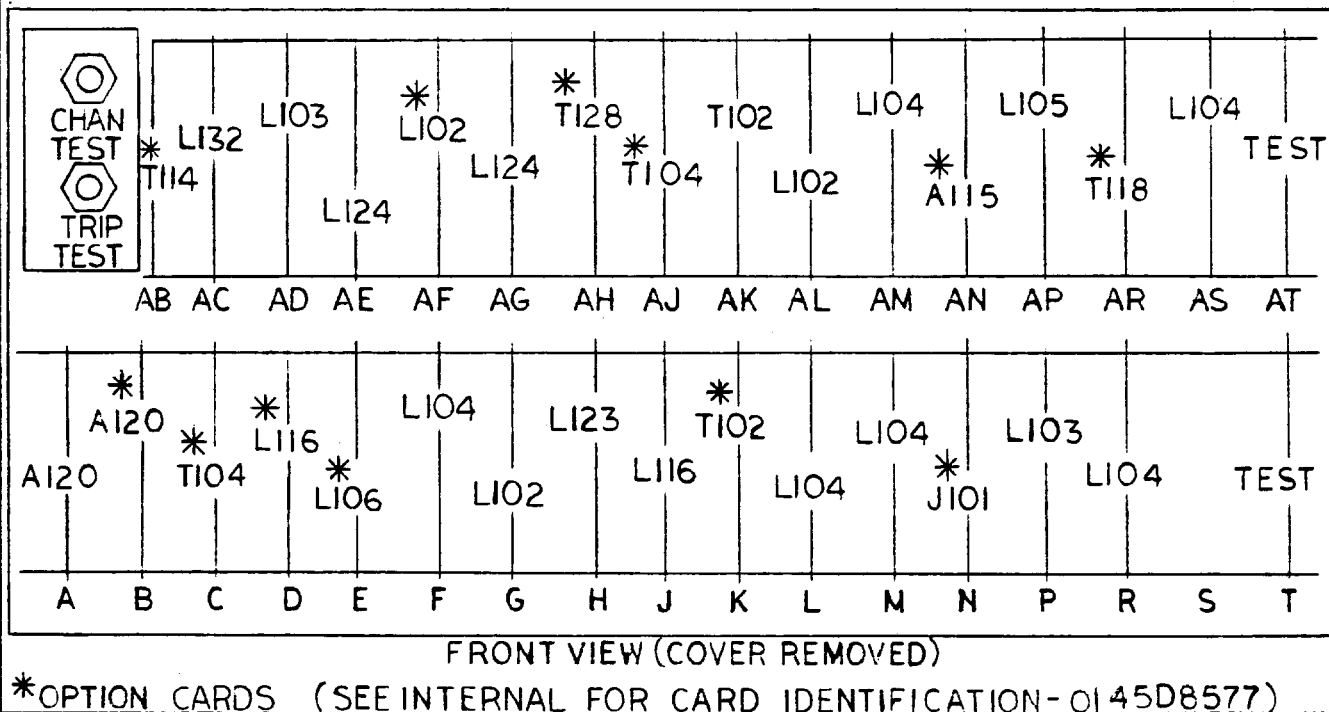 CHAN TEST
TRIP TEST
*T114 L132 L103 L124 *L102 L124 *T128 *T104 T102 L102 L104 *A115 L105 *T118 L104 TEST
AB AC AD AE AF AG AH AJ AK AL AM AN AP AR AS AT
A120 *A120 *T104 *L116 *L106 L104 L102 L123 L116 *T102 L104 L104 *J101 L103 L104 TEST
A B C D E F G H J K L M N P R S T
FRONT VIEW (COVER REMOVED)
*OPTION CARDS (SEE INTERNAL FOR CARD IDENTIFICATION-0145D8577)